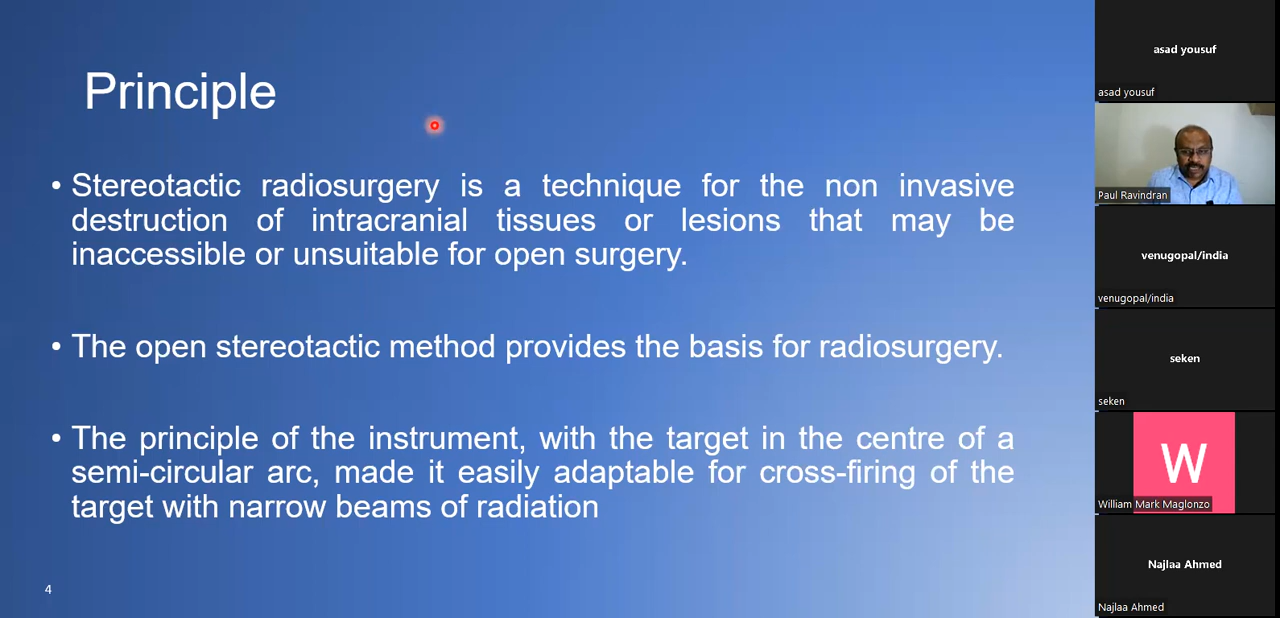 Principle
• Stereotactic radiosurgery is a technique for the non invasive
destruction of intracranial tissues or lesions that may be
inaccessible or unsuitable for open surgery.
• The open stereotactic method provides the basis for radiosurgery.
• The principle of the instrument, with the target in the centre of a
semi-circular arc, made it easily adaptable for cross-firing of the
target with narrow beams of radiation
4
asad yousuf
asad yousuf
Paul Ravindran
venugopal/india
venugopal/india
seken
seken
W
William Mark Maglonzo
Najlaa Ahmed
Najlaa Ahmed